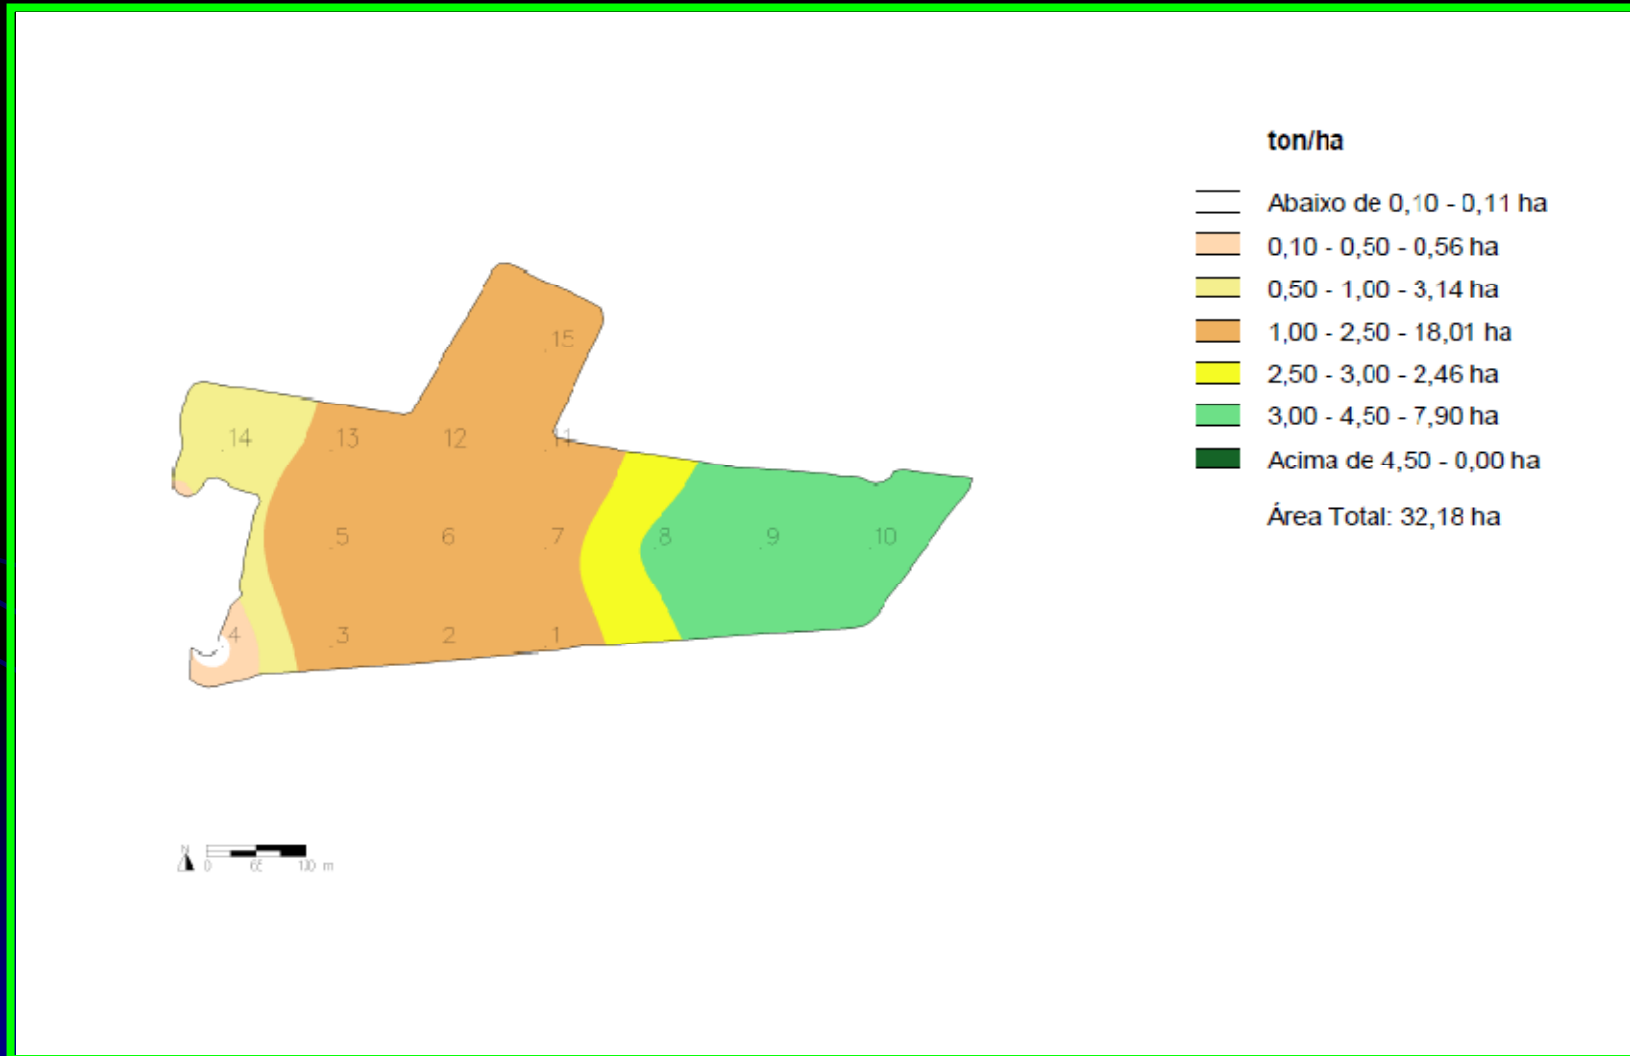 ton/ha
Abaixo de 0,10 - 0,11 ha
0,10 - 0,50 - 0,56 ha
0,50 - 1,00 - 3,14 ha
1,00 - 2,50 - 18,01 ha
2,50 - 3,00 - 2,46 ha
3,00 - 4,50 - 7,90 ha
Acima de 4,50 - 0,00 ha
Área Total: 32,18 ha
15
14 13 12 11
5 6 7 8 9 10
4 3 2 1
N
0 65 130 m